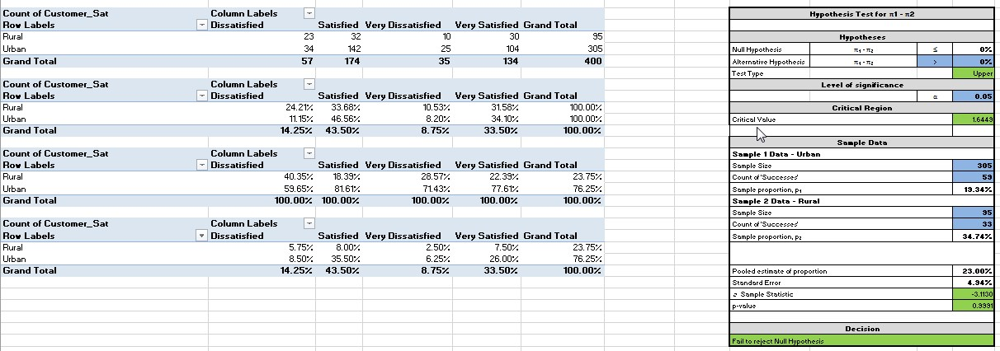 Count of Customer_Sat Column Labels
Row Labels Dissatisfied Satisfied Very Dissatisfied Very Satisfied Grand Total
Rural 23 32 10 30 95
Urban 34 142 25 104 305
Grand Total 57 174 35 134 400
Count of Customer_Sat Column Labels
Row Labels Dissatisfied Satisfied Very Dissatisfied Very Satisfied Grand Total
Rural 24.21% 33.68% 10.53% 31.58% 100.00%
Urban 11.15% 46.56% 8.20% 34.10% 100.00%
Grand Total 14.25% 43.50% 8.75% 33.50% 100.00%
Count of Customer_Sat Column Labels
Row Labels Dissatisfied Satisfied Very Dissatisfied Very Satisfied Grand Total
Rural 40.35% 18.39% 28.57% 22.39% 23.75%
Urban 59.65% 81.61% 71.43% 77.61% 76.25%
Grand Total 100.00% 100.00% 100.00% 100.00% 100.00%
Count of Customer_Sat Column Labels
Row Labels Dissatisfied Satisfied Very Dissatisfied Very Satisfied Grand Total
Rural 5.75% 8.00% 2.50% 7.50% 23.75%
Urban 8.50% 35.50% 6.25% 26.00% 76.25%
Grand Total 14.25% 43.50% 8.75% 33.50% 100.00%
Hypothesis Test for π1 - π2
Hypotheses
Null Hypothesis π₁ - π₂ ≤ 0%
Alternative Hypothesis π₁ - π₂ > 0%
Test Type Upper
Level of significance
α 0.05
Critical Region
Critical Value 1.6449
Sample Data
Sample 1 Data - Urban
Sample Size 305
Count of 'Successes' 59
Sample proportion, p₁ 19.34%
Sample 2 Data - Rural
Sample Size 95
Count of 'Successes' 33
Sample proportion, p₂ 34.74%
Pooled estimate of proportion 23.00%
Standard Error 4.94%
z Sample Statistic -3.1130
p-value 0.9991
Decision
Fail to reject Null Hypothesis